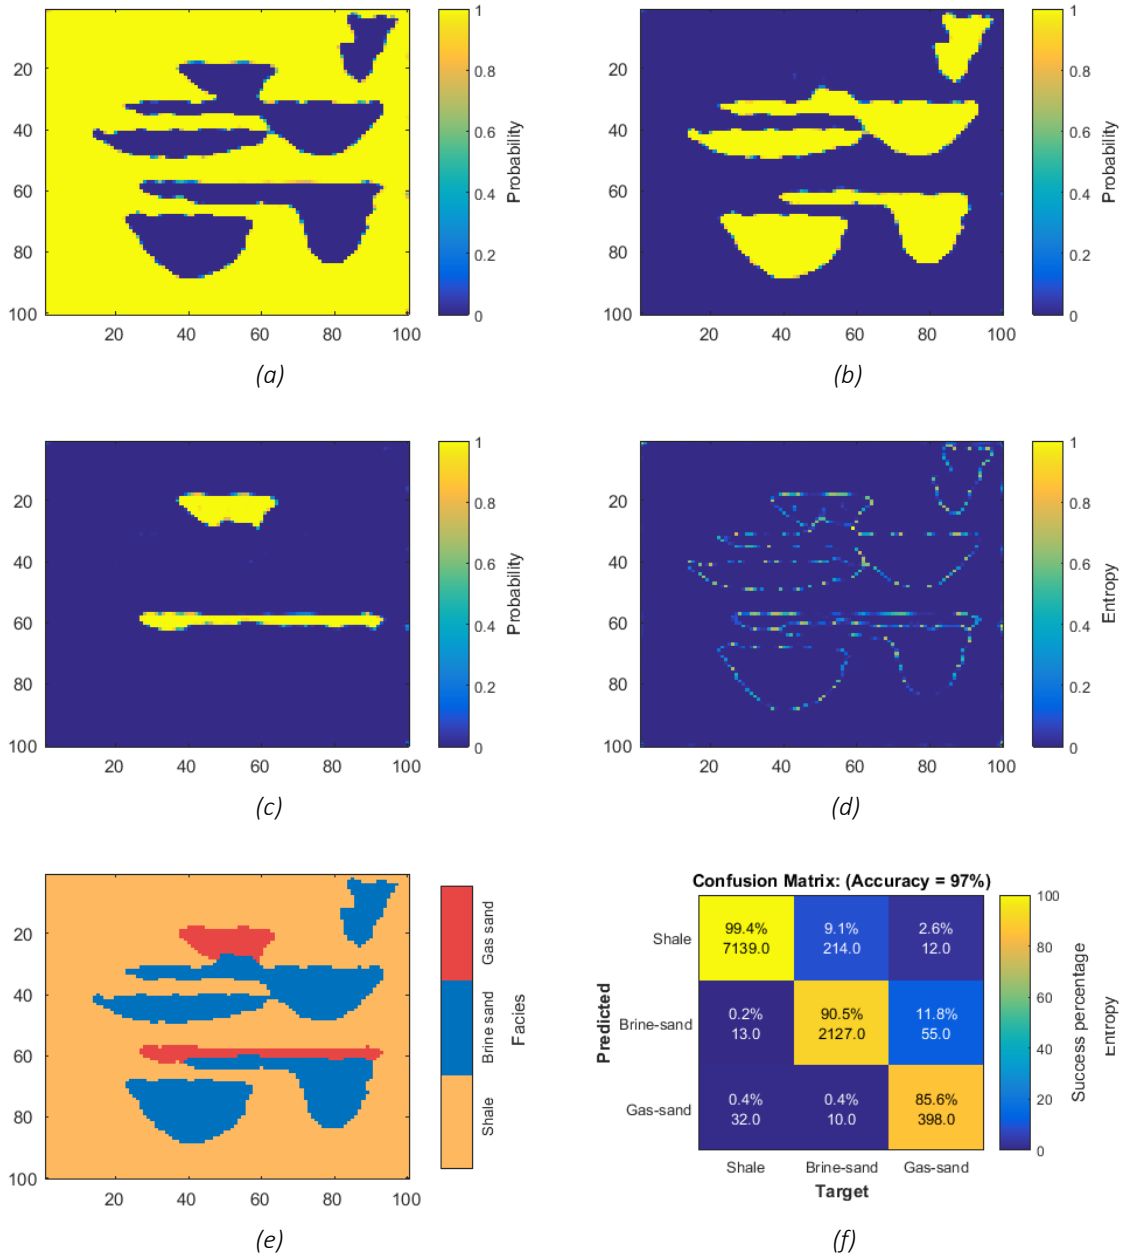 1
0.8
0.6
0.4
0.2
0
Probability
20
40
60
80
100
20 40 60 80 100
(a)
1
0.8
0.6
0.4
0.2
0
Probability
20
40
60
80
100
20 40 60 80 100
(b)
1
0.8
0.6
0.4
0.2
0
Probability
20
40
60
80
100
20 40 60 80 100
(c)
1
0.8
0.6
0.4
0.2
0
Entropy
20
40
60
80
100
20 40 60 80 100
(d)
20
40
60
80
100
20 40 60 80 100
Gas sand
Brine sand
Shale
Facies
(e)
Confusion Matrix: (Accuracy = 97%)
Predicted
Shale
99.4% 9.1% 2.6%
7139.0 214.0 12.0
Brine-sand
0.2% 90.5% 11.8%
13.0 2127.0 55.0
Gas-sand
0.4% 0.4% 85.6%
32.0 10.0 398.0
Shale Brine-sand Gas-sand
Target
100
80
60
40
20
0
Success percentage
Entropy
(f)